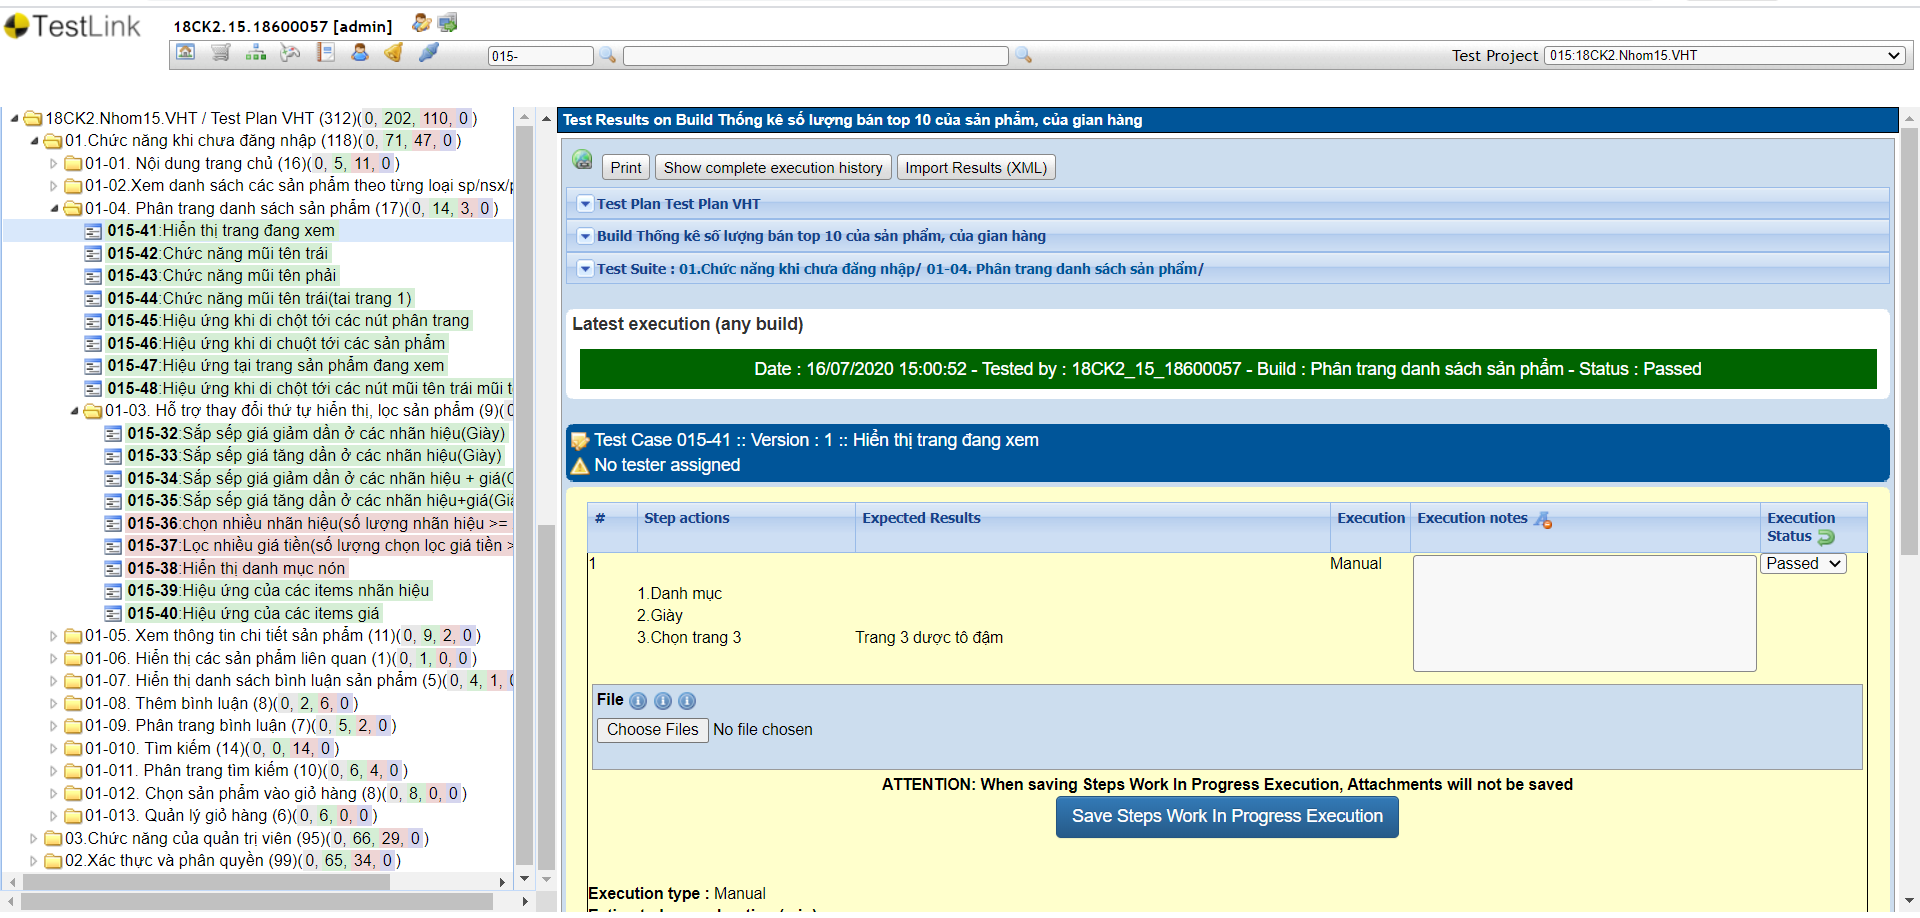 TestLink
18CK2.15.18600057 [admin]
015-
Test Project 015:18CK2.Nhom15.VHT
18CK2.Nhom15.VHT / Test Plan VHT (312)(0, 202, 110, 0)
01.Chức năng khi chưa đăng nhập (118)(0, 71, 47, 0)
01-01. Nội dung trang chủ (16)(0, 5, 11, 0)
01-02.Xem danh sách các sản phẩm theo từng loại sp/nsx/
01-04. Phân trang danh sách sản phẩm (17)(0, 14, 3, 0)
015-41:Hiển thị trang đang xem
015-42:Chức năng mũi tên trái
015-43:Chức năng mũi tên phải
015-44:Chức năng mũi tên trái(tai trang 1)
015-45:Hiệu ứng khi di chột tới các nút phân trang
015-46:Hiệu ứng khi di chuột tới các sản phẩm
015-47:Hiệu ứng tại trang sản phẩm đang xem
015-48:Hiệu ứng khi di chột tới các nút mũi tên trái mũi
01-03. Hỗ trợ thay đổi thứ tự hiển thị, lọc sản phẩm (9)(
015-32:Sắp sếp giá giảm dần ở các nhãn hiệu(Giày)
015-33:Sắp sếp giá tăng dần ở các nhãn hiệu(Giày)
015-34:Sắp sếp giá giảm dần ở các nhãn hiệu + giá(
015-35:Sắp sếp giá tăng dần ở các nhãn hiệu+giá(
015-36:chọn nhiều nhãn hiệu(số lượng nhãn hiệu >=
015-37:Lọc nhiều giá tiền(số lượng chọn lọc giá tiền >
015-38:Hiển thị danh mục nón
015-39:Hiệu ứng của các items nhãn hiệu
015-40:Hiệu ứng của các items giá
01-05. Xem thông tin chi tiết sản phẩm (11)(0, 9, 2, 0)
01-06. Hiển thị các sản phẩm liên quan (1)(0, 1, 0, 0)
01-07. Hiển thị danh sách bình luận sản phẩm (5)(0, 4, 1,
01-08. Thêm bình luận (8)(0, 2, 6, 0)
01-09. Phân trang bình luận (7)(0, 5, 2, 0)
01-010. Tìm kiếm (14)(0, 0, 14, 0)
01-011. Phân trang tìm kiếm (10)(0, 6, 4, 0)
01-012. Chọn sản phẩm vào giỏ hàng (8)(0, 8, 0, 0)
01-013. Quản lý giỏ hàng (6)(0, 6, 0, 0)
03.Chức năng của quản trị viên (95)(0, 66, 29, 0)
02.Xác thực và phân quyền (99)(0, 65, 34, 0)
Test Results on Build Thống kê số lượng bán top 10 của sản phẩm, của gian hàng
Print Show complete execution history Import Results (XML)
Test Plan Test Plan VHT
Build Thống kê số lượng bán top 10 của sản phẩm, của gian hàng
Test Suite : 01.Chức năng khi chưa đăng nhập/ 01-04. Phân trang danh sách sản phẩm/
Latest execution (any build)
Date : 16/07/2020 15:00:52 - Tested by : 18CK2_15_18600057 - Build : Phân trang danh sách sản phẩm - Status : Passed
Test Case 015-41 :: Version : 1 :: Hiển thị trang đang xem
No tester assigned
# Step actions Expected Results Execution Execution notes Execution Status
1 Manual Passed
1.Danh mục
2.Giày
3.Chọn trang 3 Trang 3 dược tô đậm
File
Choose Files No file chosen
ATTENTION: When saving Steps Work In Progress Execution, Attachments will not be saved
Save Steps Work In Progress Execution
Execution type : Manual